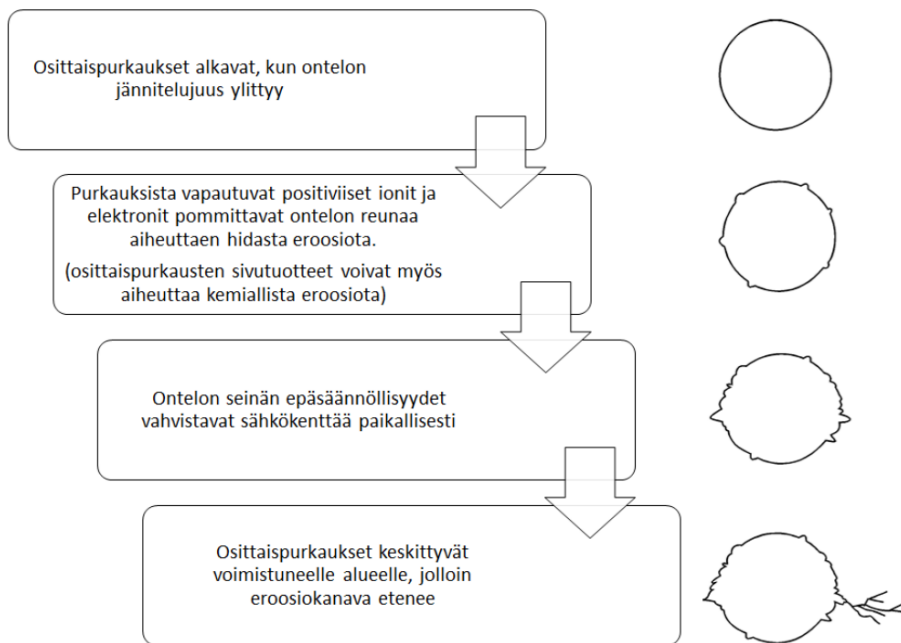 Osittaispurkaukset alkavat, kun ontelon
jännitelujuus ylittyy
Purkauksista vapautuvat positiiviset ionit ja
elektronit pommittavat ontelon reunaa
aiheuttaen hidasta eroosiota.
(osittaispurkausten sivutuotteet voivat myös
aiheuttaa kemiallista eroosiota)
Ontelon seinän epäsäännöllisyydet
vahvistavat sähkökenttää paikallisesti
Osittaispurkaukset keskittyvät
voimistuneelle alueelle, jolloin
eroosiokanava etenee